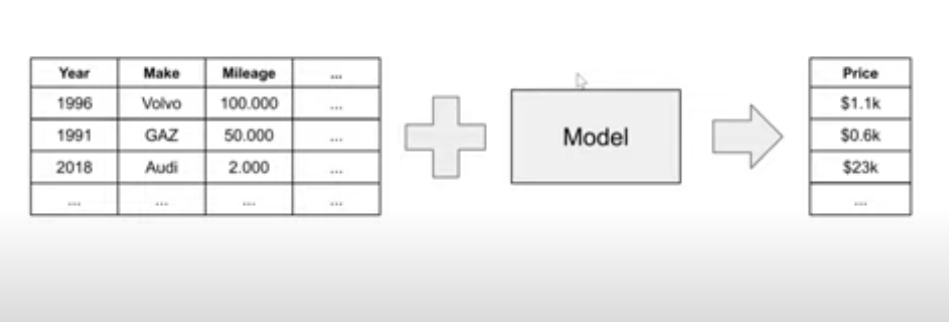 Year Make Mileage ... Price
1996 Volvo 100.000 ... $1.1k
1991 GAZ 50.000 ... Model $0.6k
2018 Audi 2.000 ... $23k
... ... ... ... ...